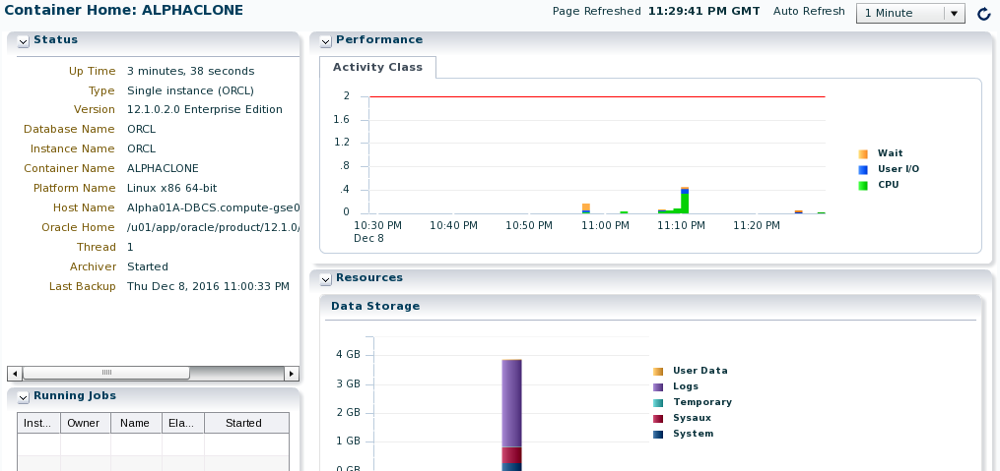 Container Home: ALPHACLONE
Page Refreshed 11:29:41 PM GMT Auto Refresh 1 Minute
Status
Up Time 3 minutes, 38 seconds
Type Single instance (ORCL)
Version 12.1.0.2.0 Enterprise Edition
Database Name ORCL
Instance Name ORCL
Container Name ALPHACLONE
Platform Name Linux x86 64-bit
Host Name Alpha01A-DBCS.compute-gse0
Oracle Home /u01/app/oracle/product/12.1.0/
Thread 1
Archiver Started
Last Backup Thu Dec 8, 2016 11:00:33 PM
Running Jobs
Inst... Owner Name Ela... Started
Performance
Activity Class
2
1.6
1.2
.8
.4
0
10:30 PM 10:40 PM 10:50 PM 11:00 PM 11:10 PM 11:20 PM
Dec 8
Wait
User I/O
CPU
Resources
Data Storage
4 GB
3 GB
2 GB
1 GB
0 GB
User Data
Logs
Temporary
Sysaux
System